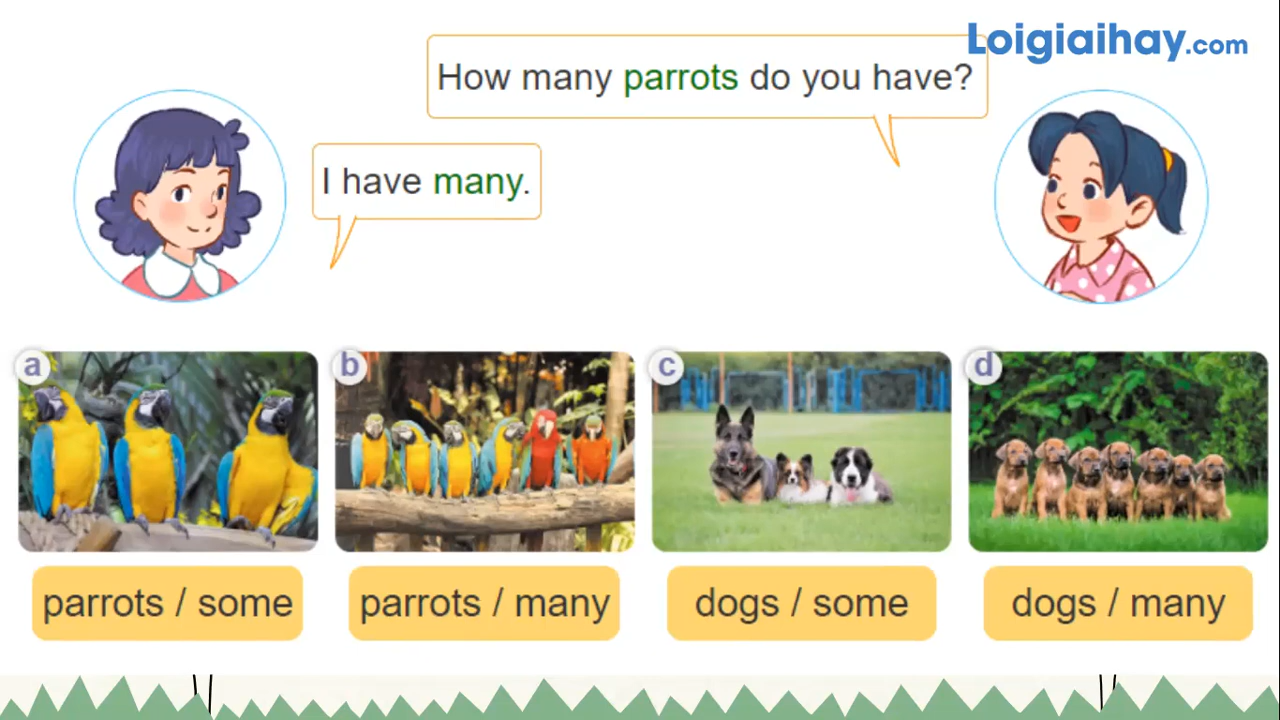 Loigiaihay.com
How many parrots do you have?
I have many.
a
b
c
d
parrots / some
parrots / many
dogs / some
dogs / many